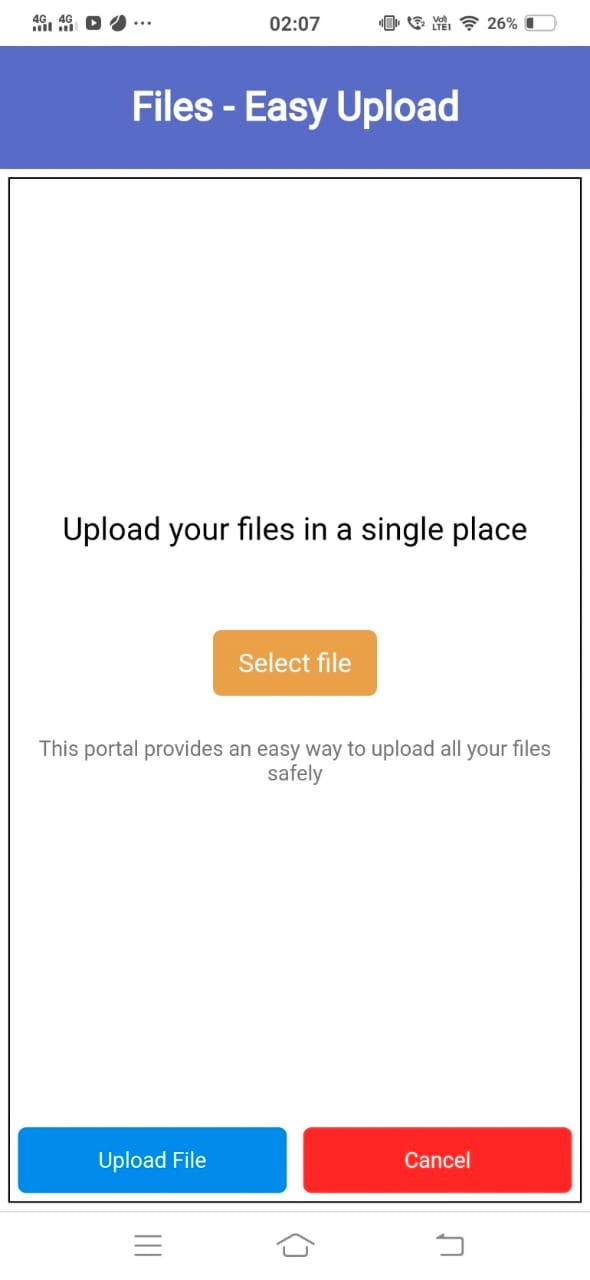 4G 4G 02:07 Vo) LTE1 26%
Files - Easy Upload
Upload your files in a single place
Select file
This portal provides an easy way to upload all your files
safely
Upload File Cancel